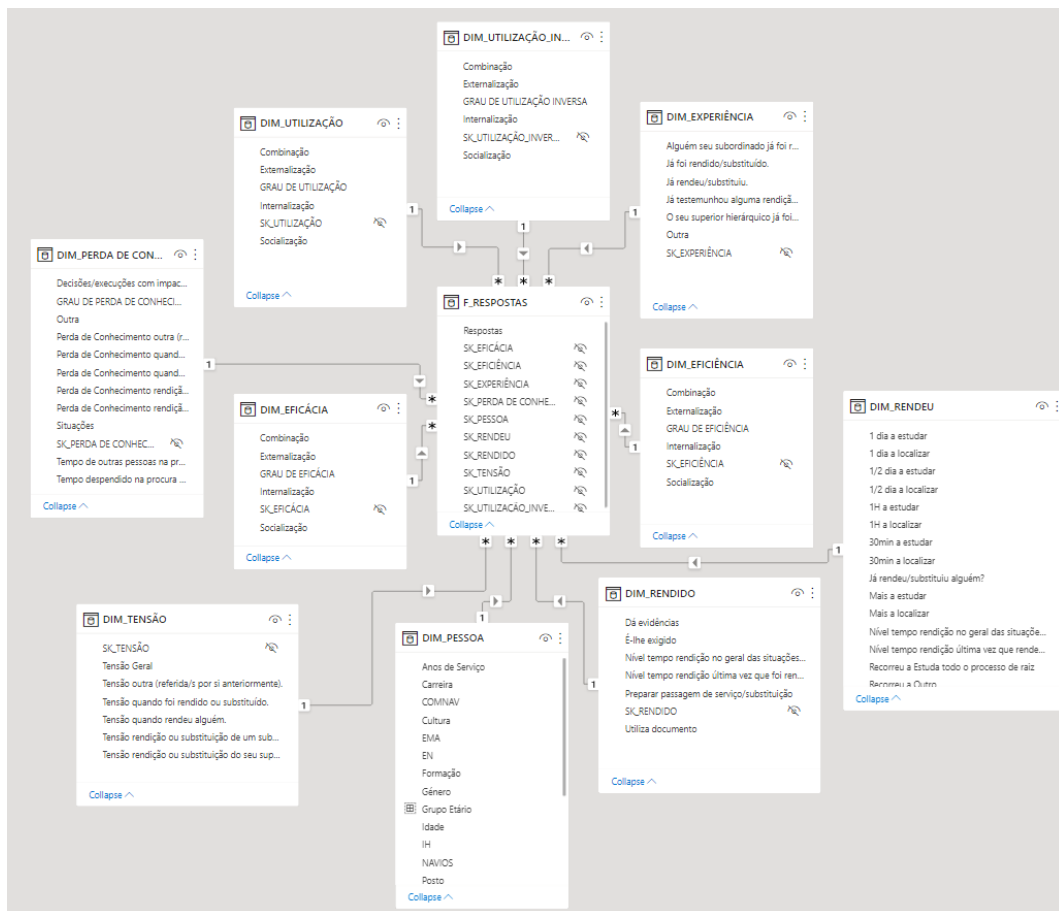 DIM_UTILIZAÇÃO_IN...
Combinação
Externalização
GRAU DE UTILIZAÇÃO INVERSA
Internalização
SK_UTILIZAÇÃO_INVER...
Socialização
Collapse
1
DIM_UTILIZAÇÃO
Combinação
Externalização
GRAU DE UTILIZAÇÃO
Internalização
SK_UTILIZAÇÃO
Socialização
Collapse
1
DIM_EXPERIÊNCIA
Alguém seu subordinado já foi r...
Já foi rendido/substituído.
Já rendeu/substituiu.
Já testemunhou alguma rendiçã...
O seu superior hierárquico já foi...
Outra
SK_EXPERIÊNCIA
Collapse
1
DIM_PERDA DE CON...
Decisões/execuções com impac...
GRAU DE PERDA DE CONHECI...
Outra
Perda de Conhecimento outra (r...
Perda de Conhecimento quand...
Perda de Conhecimento quand...
Perda de Conhecimento rendiçã...
Perda de Conhecimento rendiçã...
Situações
SK_PERDA DE CONHEC...
Tempo de outras pessoas na pr...
Tempo despendido na procura ...
Collapse
1
* * *
F_RESPOSTAS
Respostas
SK_EFICÁCIA
SK_EFICIÊNCIA
SK_EXPERIÊNCIA
SK_PERDA DE CONHE...
SK_PESSOA
SK_RENDEU
SK_RENDIDO
SK_TENSÃO
SK_UTILIZAÇÃO
SK_UTILIZAÇÃO_INVE...
Collapse
*
*
*
* * * *
DIM_EFICÁCIA
Combinação
Externalização
GRAU DE EFICÁCIA
Internalização
SK_EFICÁCIA
Socialização
Collapse
1
DIM_EFICIÊNCIA
Combinação
Externalização
GRAU DE EFICIÊNCIA
Internalização
SK_EFICIÊNCIA
Socialização
Collapse
1
DIM_RENDEU
1 dia a estudar
1 dia a localizar
1/2 dia a estudar
1/2 dia a localizar
1H a estudar
1H a localizar
30min a estudar
30min a localizar
Já rendeu/substituiu alguém?
Mais a estudar
Mais a localizar
Nível tempo rendição no geral das situaçõe...
Nível tempo rendição última vez que rende...
Recorreu a Estuda todo o processo de raiz
Recorreu a Outro
Collapse
1
DIM_TENSÃO
SK_TENSÃO
Tensão Geral
Tensão outra (referida/s por si anteriormente).
Tensão quando foi rendido ou substituído.
Tensão quando rendeu alguém.
Tensão rendição ou substituição de um sub...
Tensão rendição ou substituição do seu sup...
Collapse
1
DIM_PESSOA
Anos de Serviço
Carreira
COMNAV
Cultura
EMA
EN
Formação
Género
Grupo Etário
Idade
IH
NAVIOS
Posto
Collapse
1
DIM_RENDIDO
Dá evidências
É-lhe exigido
Nível tempo rendição no geral das situações...
Nível tempo rendição última vez que foi ren...
Preparar passagem de serviço/substituição
SK_RENDIDO
Utiliza documento
Collapse
1